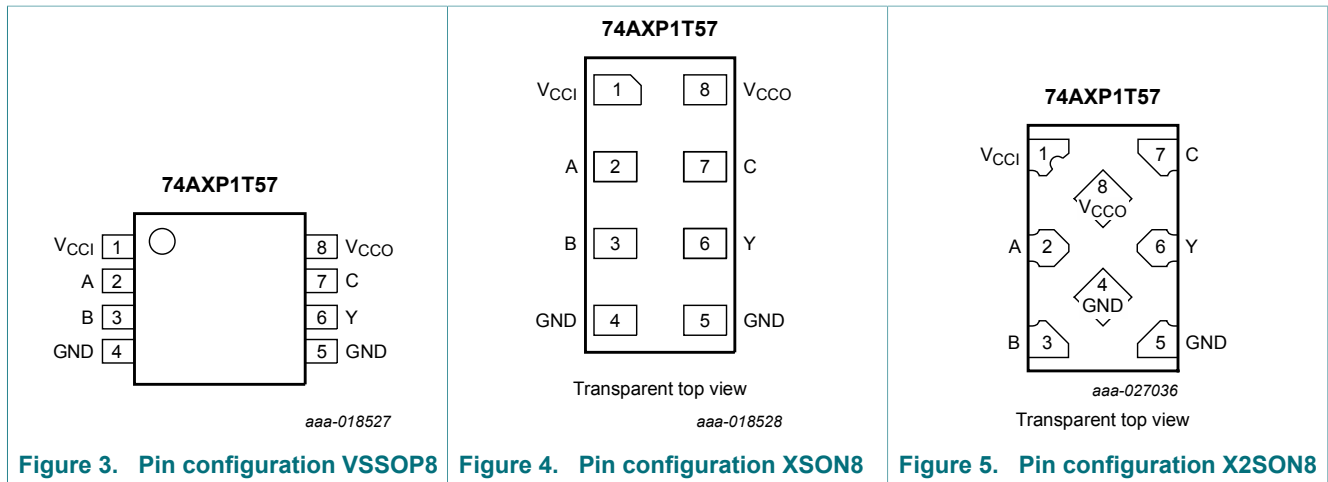 74AXP1T57
VCCI 1 8 VCCO
A 2 7 C
B 3 6 Y
GND 4 5 GND
aaa-018527
Figure 3. Pin configuration VSSOP8
74AXP1T57
VCCI 1 8 VCCO
A 2 7 C
B 3 6 Y
GND 4 5 GND
Transparent top view
aaa-018528
Figure 4. Pin configuration XSON8
74AXP1T57
VCCI 1 7 C
8
VCCO
A 2 6 Y
4
GND
B 3 5 GND
aaa-027036
Transparent top view
Figure 5. Pin configuration X2SON8